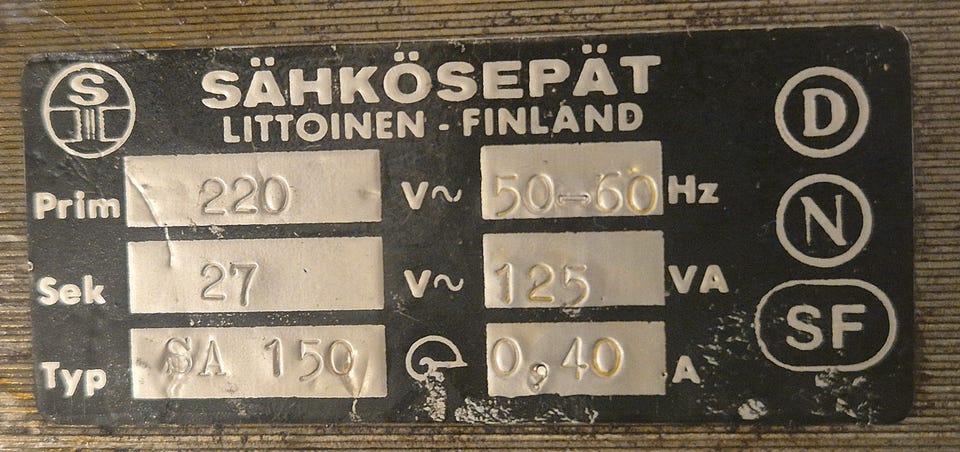 S
SÄHKÖSEPÄT
LITTOINEN - FINLAND
Prim 220 V~ 50-60 Hz
Sek 27 V~ 125 VA
Typ SA 150 0,40 A
D
N
SF